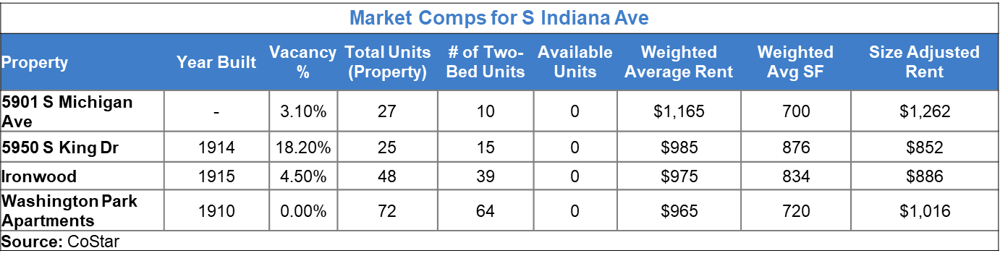 Market Comps for S Indiana Ave
Property Year Built Vacancy % Total Units (Property) # of Two-Bed Units Available Units Weighted Average Rent Weighted Avg SF Size Adjusted Rent
5901 S Michigan Ave - 3.10% 27 10 0 $1,165 700 $1,262
5950 S King Dr 1914 18.20% 25 15 0 $985 876 $852
Ironwood 1915 4.50% 48 39 0 $975 834 $886
Washington Park Apartments 1910 0.00% 72 64 0 $965 720 $1,016
Source: CoStar